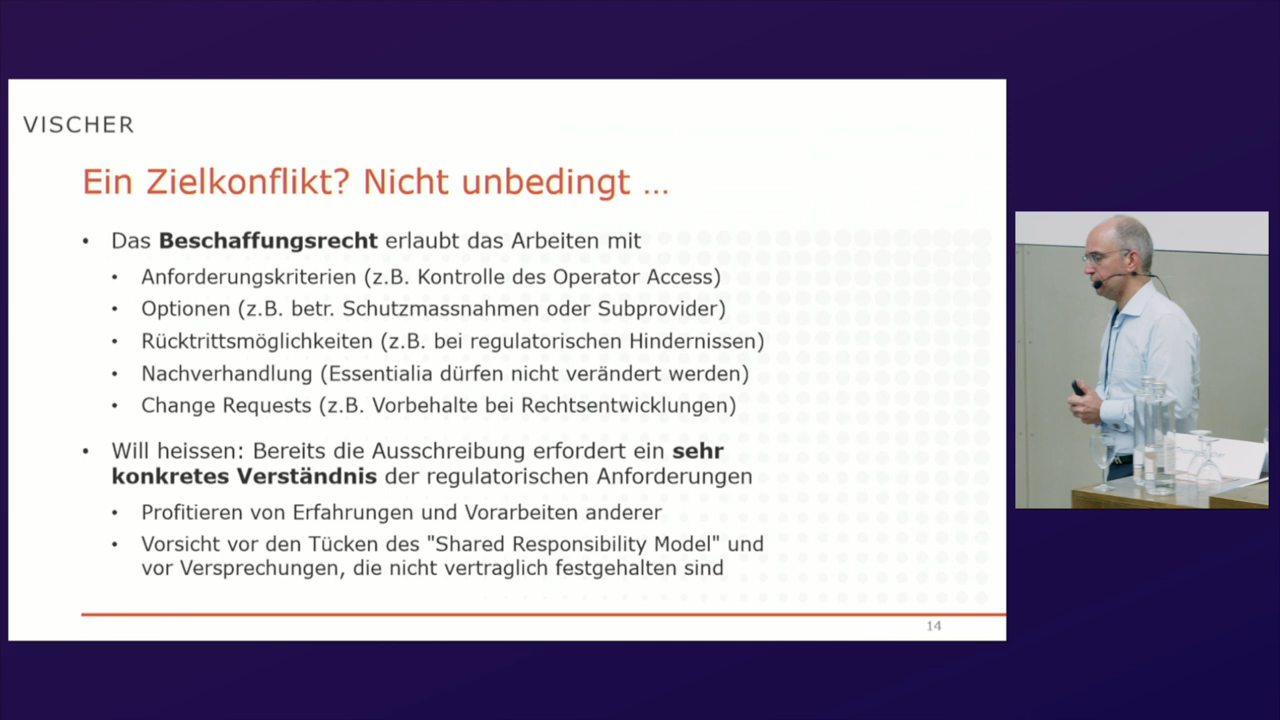 VISCHER
Ein Zielkonflikt? Nicht unbedingt ...
• Das Beschaffungsrecht erlaubt das Arbeiten mit
• Anforderungskriterien (z.B. Kontrolle des Operator Access)
• Optionen (z.B. betr. Schutzmassnahmen oder Subprovider)
• Rücktrittsmöglichkeiten (z.B. bei regulatorischen Hindernissen)
• Nachverhandlung (Essentialia dürfen nicht verändert werden)
• Change Requests (z.B. Vorbehalte bei Rechtsentwicklungen)
• Will heissen: Bereits die Ausschreibung erfordert ein sehr
konkretes Verständnis der regulatorischen Anforderungen
• Profitieren von Erfahrungen und Vorarbeiten anderer
• Vorsicht vor den Tücken des "Shared Responsibility Model" und
vor Versprechungen, die nicht vertraglich festgehalten sind
14